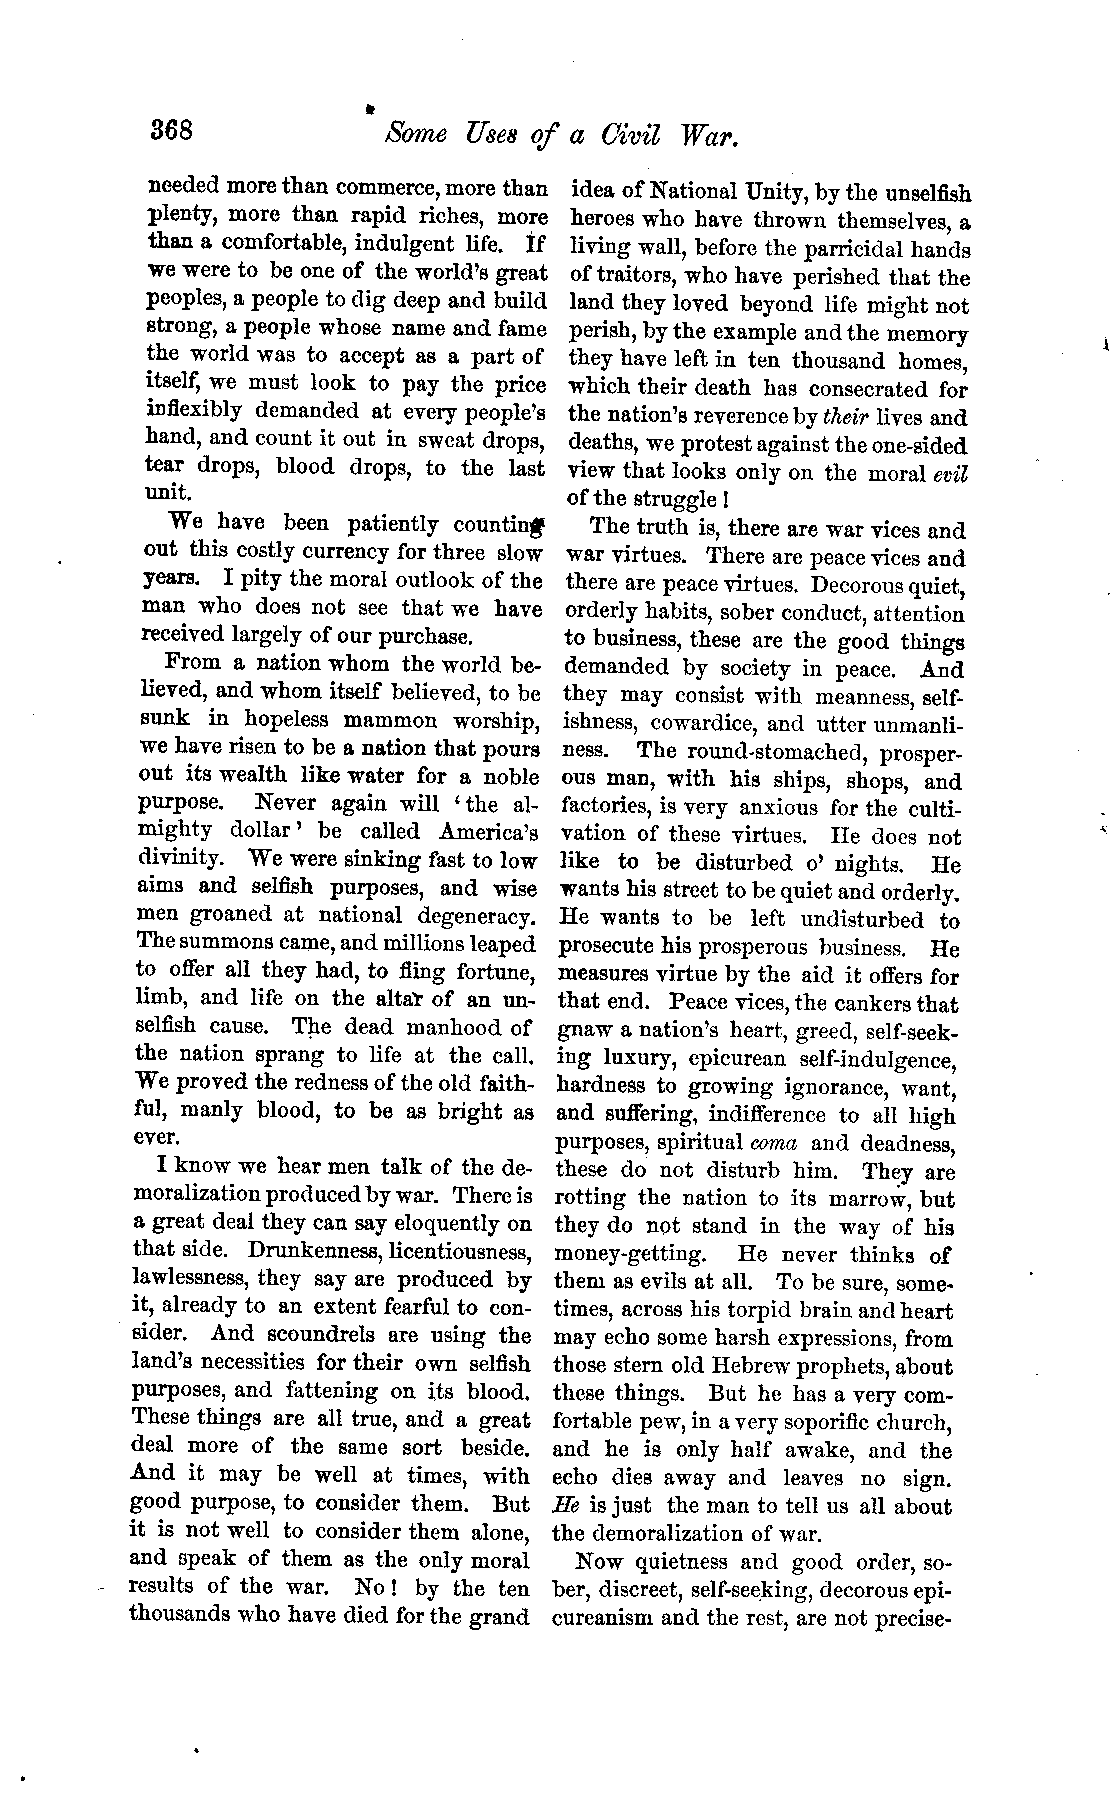 368
Some Uses of a Civil War.
needed more than commerce, more than
plenty, more than rapid riches, more
than a comfortable, indulgent life. If
we were to be one of the world's great
peoples, a people to dig deep and build
strong, a people whose name and fame
the world was to accept as a part of
itself, we must look to pay the price
inflexibly demanded at every people's
hand, and count it out in sweat drops,
tear drops, blood drops, to the last
unit.
We have been patiently counting
out this costly currency for three slow
years. I pity the moral outlook of the
man who does not see that we have
received largely of our purchase.
From a nation whom the world be-
lieved, and whom itself believed, to be
sunk in hopeless mammon worship,
we have risen to be a nation that pours
out its wealth like water for a noble
purpose. Never again will 'the al-
mighty dollar' be called America's
divinity. We were sinking fast to low
aims and selfish purposes, and wise
men groaned at national degeneracy.
The summons came, and millions leaped
to offer all they had, to fling fortune,
limb, and life on the altar of an un-
selfish cause. The dead manhood of
the nation sprang to life at the call.
We proved the redness of the old faith-
ful, manly blood, to be as bright as
ever.
I know we hear men talk of the de-
moralization produced by war. There is
a great deal they can say eloquently on
that side. Drunkenness, licentiousness,
lawlessness, they say are produced by
it, already to an extent fearful to con-
sider. And scoundrels are using the
land's necessities for their own selfish
purposes, and fattening on its blood.
These things are all true, and a great
deal more of the same sort beside.
And it may be well at times, with
good purpose, to consider them. But
it is not well to consider them alone,
and speak of them as the only moral
results of the war. No! by the ten
thousands who have died for the grand
idea of National Unity, by the unselfish
heroes who have thrown themselves, a
living wall, before the parricidal hands
of traitors, who have perished that the
land they loved beyond life might not
perish, by the example and the memory
they have left in ten thousand homes,
which their death has consecrated for
the nation's reverence by their lives and
deaths, we protest against the one-sided
view that looks only on the moral evil
of the struggle!
The truth is, there are war vices and
war virtues. There are peace vices and
there are peace virtues. Decorous quiet,
orderly habits, sober conduct, attention
to business, these are the good things
demanded by society in peace. And
they may consist with meanness, self-
ishness, cowardice, and utter unmanli-
ness. The round-stomached, prosper-
ous man, with his ships, shops, and
factories, is very anxious for the culti-
vation of these virtues. He does not
like to be disturbed o' nights. He
wants his street to be quiet and orderly.
He wants to be left undisturbed to
prosecute his prosperous business. He
measures virtue by the aid it offers for
that end. Peace vices, the cankers that
gnaw a nation's heart, greed, self-seek-
ing luxury, epicurean self-indulgence,
hardness to growing ignorance, want,
and suffering, indifference to all high
purposes, spiritual coma and deadness,
these do not disturb him. They are
rotting the nation to its marrow, but
they do not stand in the way of his
money-getting. He never thinks of
them as evils at all. To be sure, some-
times, across his torpid brain and heart
may echo some harsh expressions, from
those stern old Hebrew prophets, about
these things. But he has a very com-
fortable pew, in a very soporific church,
and he is only half awake, and the
echo dies away and leaves no sign.
He is just the man to tell us all about
the demoralization of war.
Now quietness and good order, so-
ber, discreet, self-seeking, decorous epi-
cureanism and the rest, are not precise-